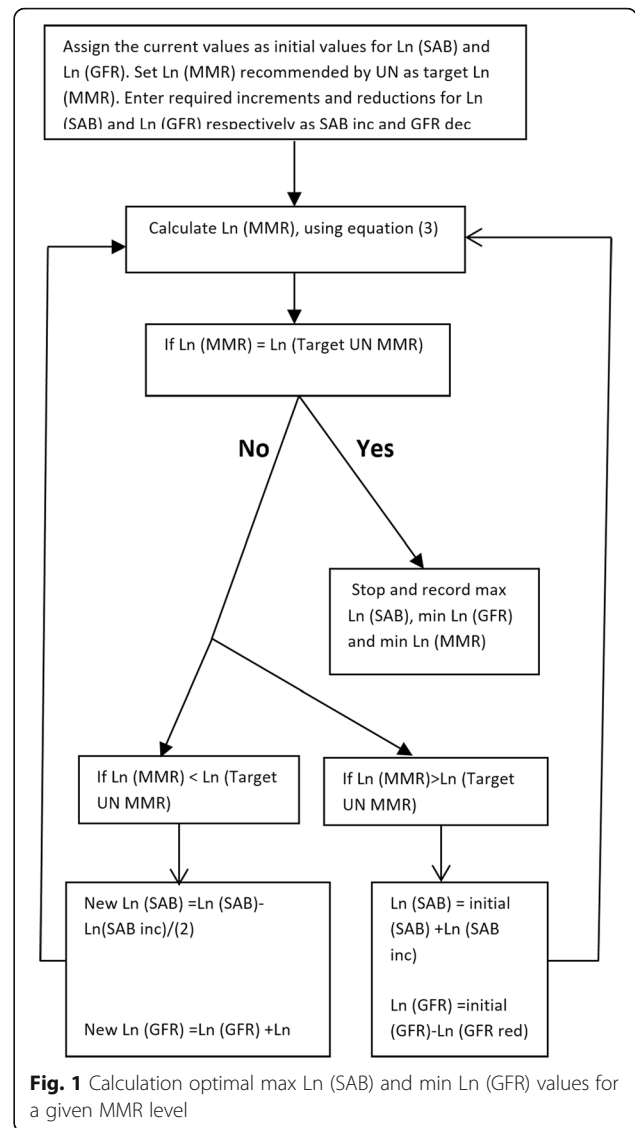 Assign the current values as initial values for Ln (SAB) and
Ln (GFR). Set Ln (MMR) recommended by UN as target Ln
(MMR). Enter required increments and reductions for Ln
(SAB) and Ln (GFR) respectively as SAB inc and GFR dec
Calculate Ln (MMR), using equation (3)
If Ln (MMR) = Ln (Target UN MMR)
No
Yes
Stop and record max
Ln (SAB), min Ln (GFR)
and min Ln (MMR)
If Ln (MMR) < Ln (Target
UN MMR)
If Ln (MMR)>Ln (Target
UN MMR)
New Ln (SAB) =Ln (SAB)-
Ln(SAB inc)/(2)
New Ln (GFR) =Ln (GFR) +Ln
Ln (SAB) = initial
(SAB) +Ln (SAB
inc)
Ln (GFR) =initial
(GFR)-Ln (GFR red)
Fig. 1 Calculation optimal max Ln (SAB) and min Ln (GFR) values for
a given MMR level